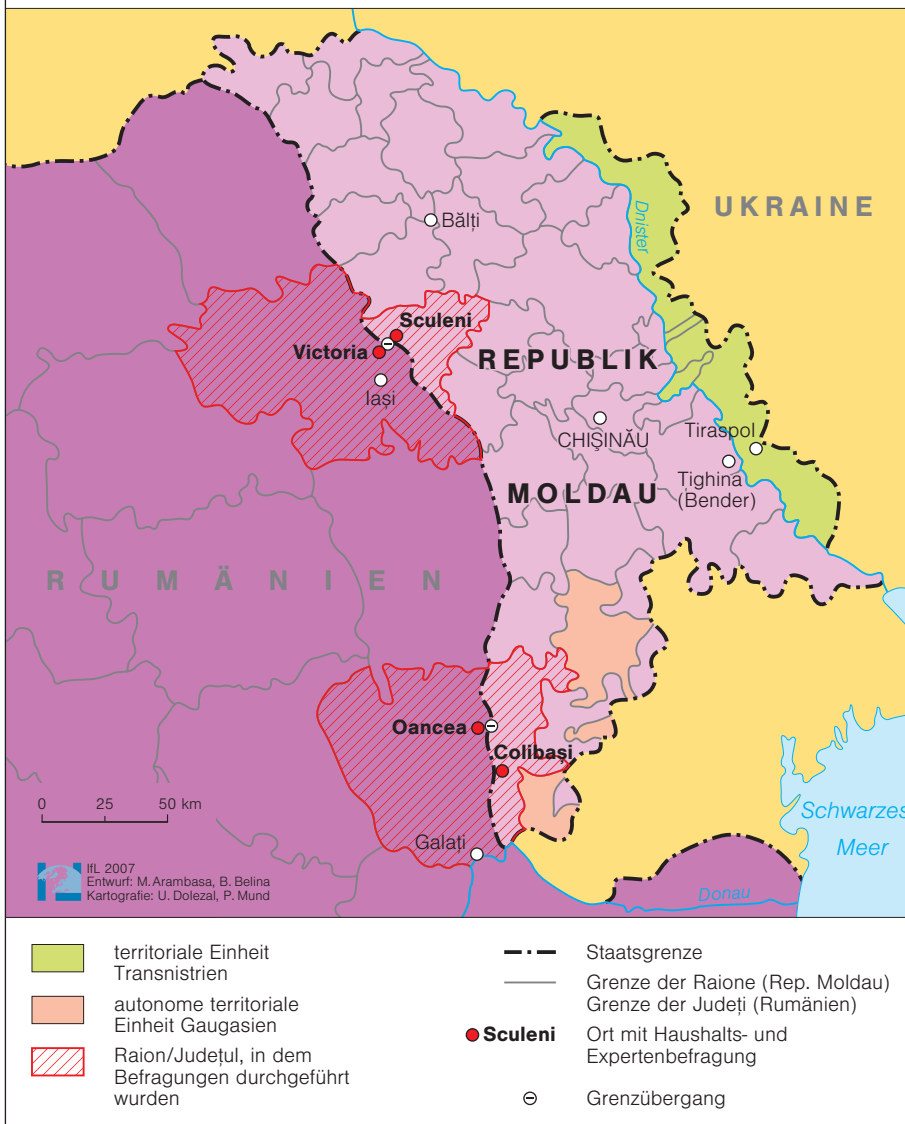 UKRAINE
Dnister
Bălți
Sculeni
Victoria
REPUBLIK
Iași
CHIŞINĂU
Tiraspol
Țighina
(Bender)
MOLDAU
RUMÄNIEN
Oancea
Colibași
0 25 50 km
Galați
Schwarzes
Meer
Donau
IfL 2007
Entwurf: M. Arambasa, B. Belina
Kartografie: U. Dolezal, P. Mund
territoriale Einheit
Transnistrien
autonome territoriale
Einheit Gaugasien
Raion/Județul, in dem
Befragungen durchgeführt
wurden
Staatsgrenze
Grenze der Raione (Rep. Moldau)
Grenze der Județi (Rumänien)
Sculeni
Ort mit Haushalts- und
Expertenbefragung
Grenzübergang